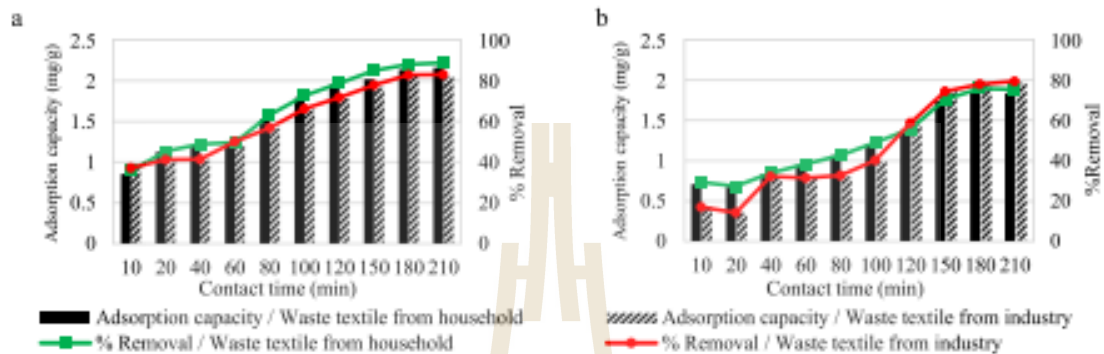 a
2.5
2
1.5
1
0.5
0
Adsorption capacity (mg/g)
100
80
60
40
20
0
% Removal
10 20 40 60 80 100 120 150 180 210
Contact time (min)
b
2.5
2
1.5
1
0.5
0
Adsorption capacity (mg/g)
100
80
60
40
20
0
%Removal
10 20 40 60 80 100 120 150 180 210
Contact time (min)
Adsorption capacity / Waste textile from household
Adsorption capacity / Waste textile from industry
% Removal / Waste textile from household
% Removal / Waste textile from industry